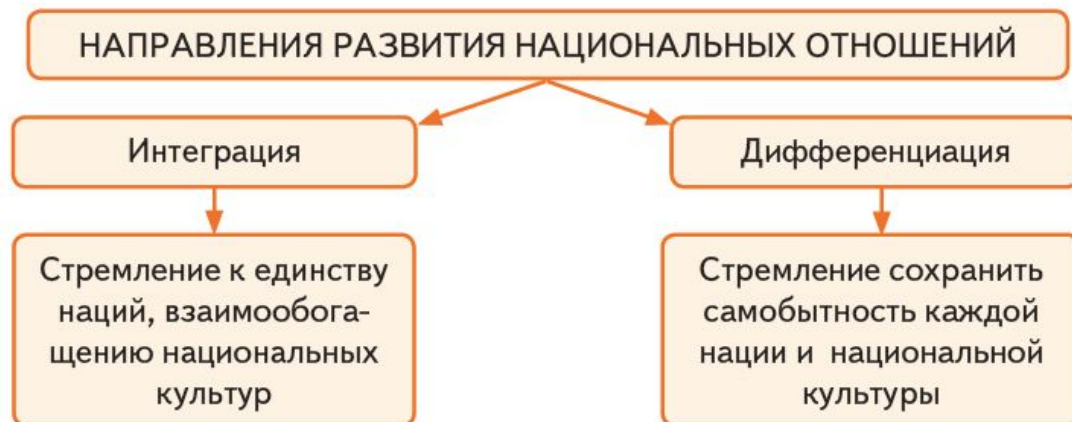 НАПРАВЛЕНИЯ РАЗВИТИЯ НАЦИОНАЛЬНЫХ ОТНОШЕНИЙ
Интеграция
Дифференциация
Стремление к единству
наций, взаимообога-
щению национальных
культур
Стремление сохранить
самобытность каждой
нации и национальной
культуры